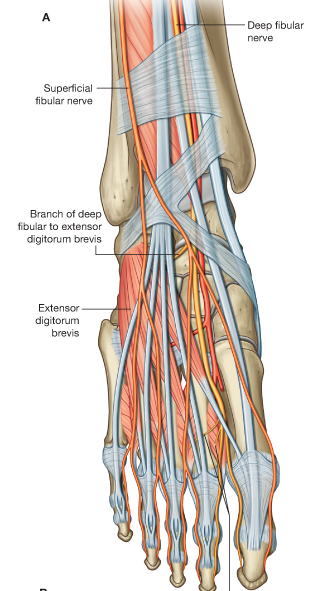 A
Deep fibular
nerve
Superficial
fibular nerve
Branch of deep
fibular to extensor
digitorum brevis
Extensor
digitorum
brevis